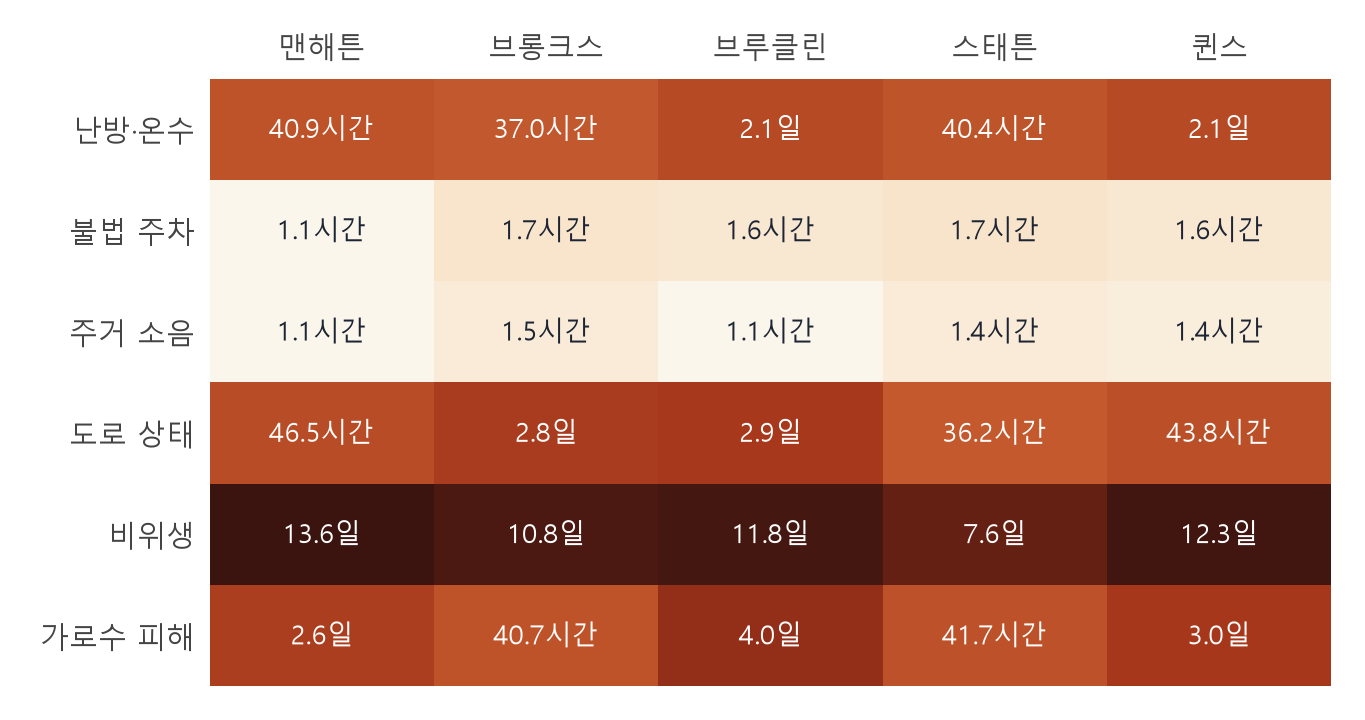 맨해튼 브롱크스 브루클린 스태튼 퀸스
난방·온수 40.9시간 37.0시간 2.1일 40.4시간 2.1일
불법 주차 1.1시간 1.7시간 1.6시간 1.7시간 1.6시간
주거 소음 1.1시간 1.5시간 1.1시간 1.4시간 1.4시간
도로 상태 46.5시간 2.8일 2.9일 36.2시간 43.8시간
비위생 13.6일 10.8일 11.8일 7.6일 12.3일
가로수 피해 2.6일 40.7시간 4.0일 41.7시간 3.0일